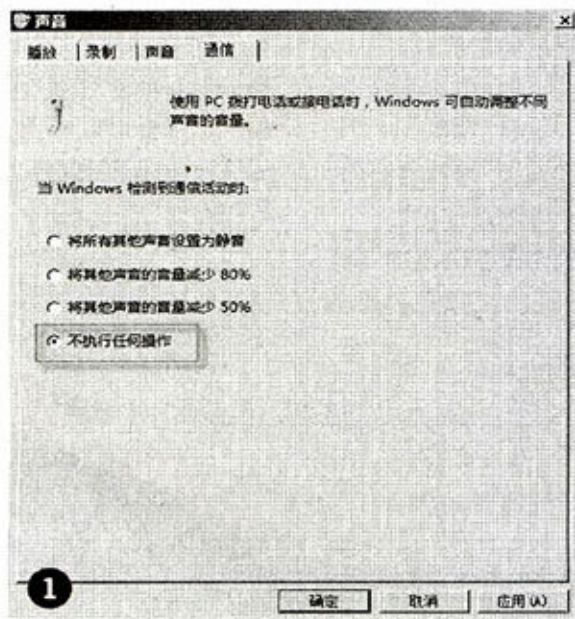 声音
播放 录制 声音 通信
使用 PC 拨打电话或接电话时，Windows 可自动调整不同
声音的音量。
当 Windows 检测到通信活动时:
将所有其他声音设置为静音
将其他声音的音量减少 80%
将其他声音的音量减少 50%
不执行任何操作
1
确定 取消 应用(A)